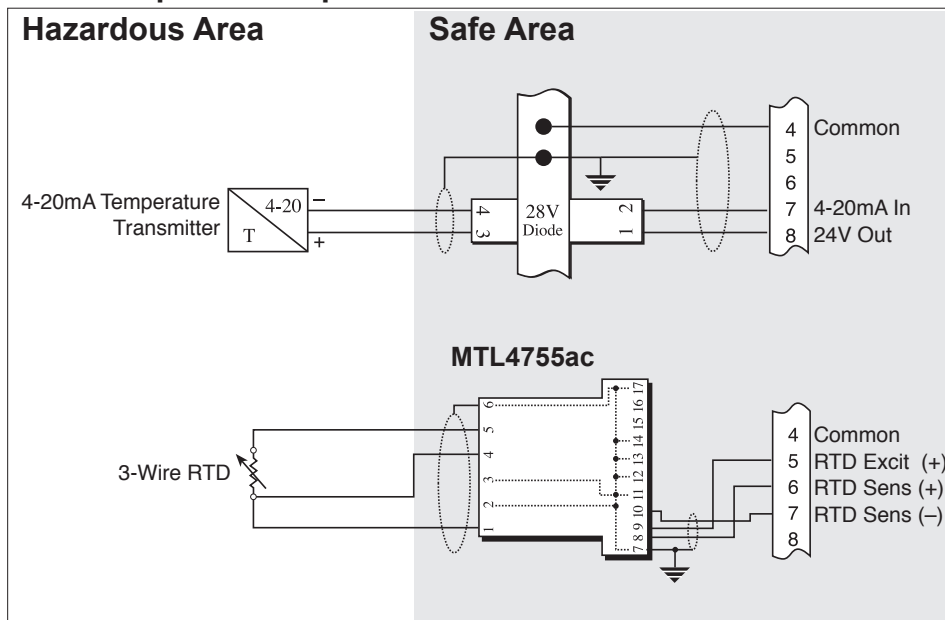 Hazardous Area
Safe Area
4 Common
5
6
7 4-20mA In
8 24V Out
4-20mA Temperature
Transmitter
4-20
T
–
+
4
3
28V
Diode
2
1
MTL4755ac
3-Wire RTD
6
5
4
3
2
1
17
16
15
14
13
12
11
10
9
8
7
4 Common
5 RTD Excit (+)
6 RTD Sens (+)
7 RTD Sens (–)
8